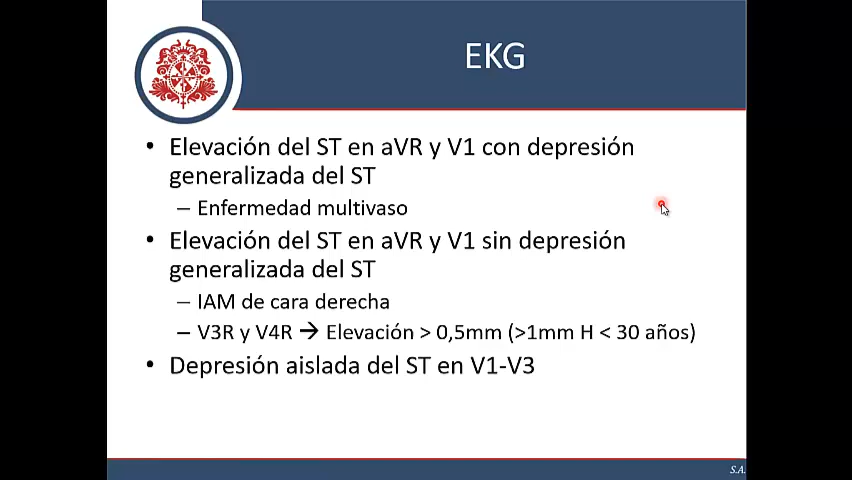 EKG
• Elevación del ST en aVR y V1 con depresión
generalizada del ST
– Enfermedad multivaso
• Elevación del ST en aVR y V1 sin depresión
generalizada del ST
– IAM de cara derecha
– V3R y V4R → Elevación > 0,5mm (>1mm H < 30 años)
• Depresión aislada del ST en V1-V3
S.A.